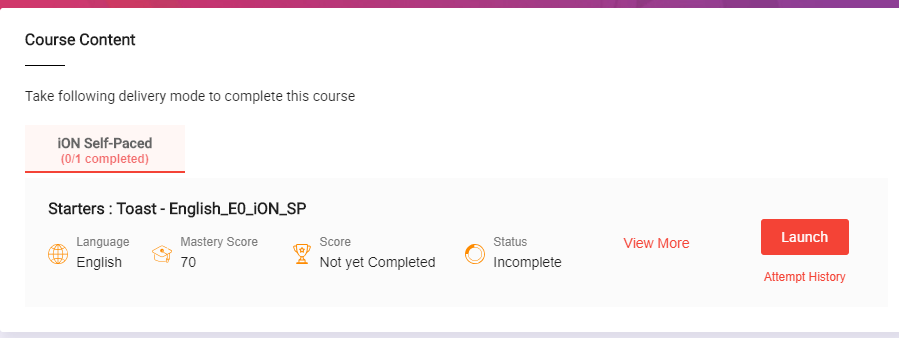 Course Content
Take following delivery mode to complete this course
iON Self-Paced
(0/1 completed)
Starters : Toast - English_E0_iON_SP
Language
English
Mastery Score
70
Score
Not yet Completed
Status
Incomplete
View More
Launch
Attempt History